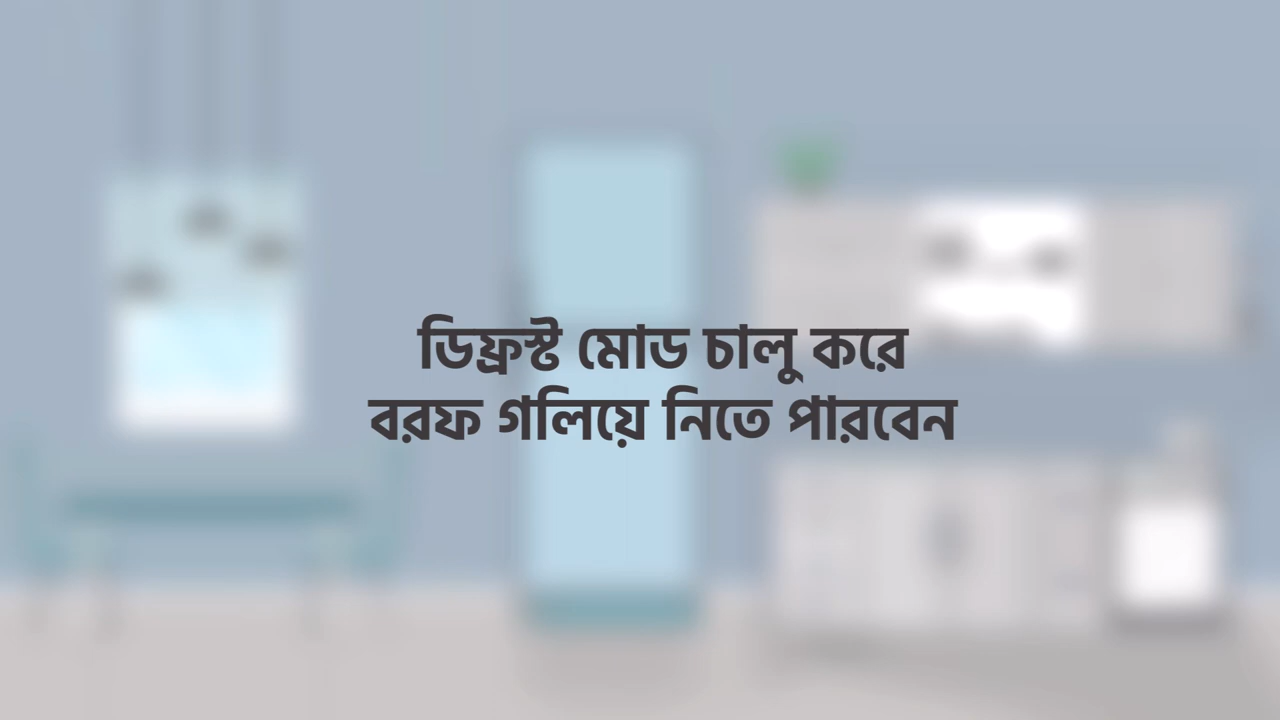 ডিফ্রস্ট মোড চালু করে
বরফ গলিয়ে নিতে পারবেন